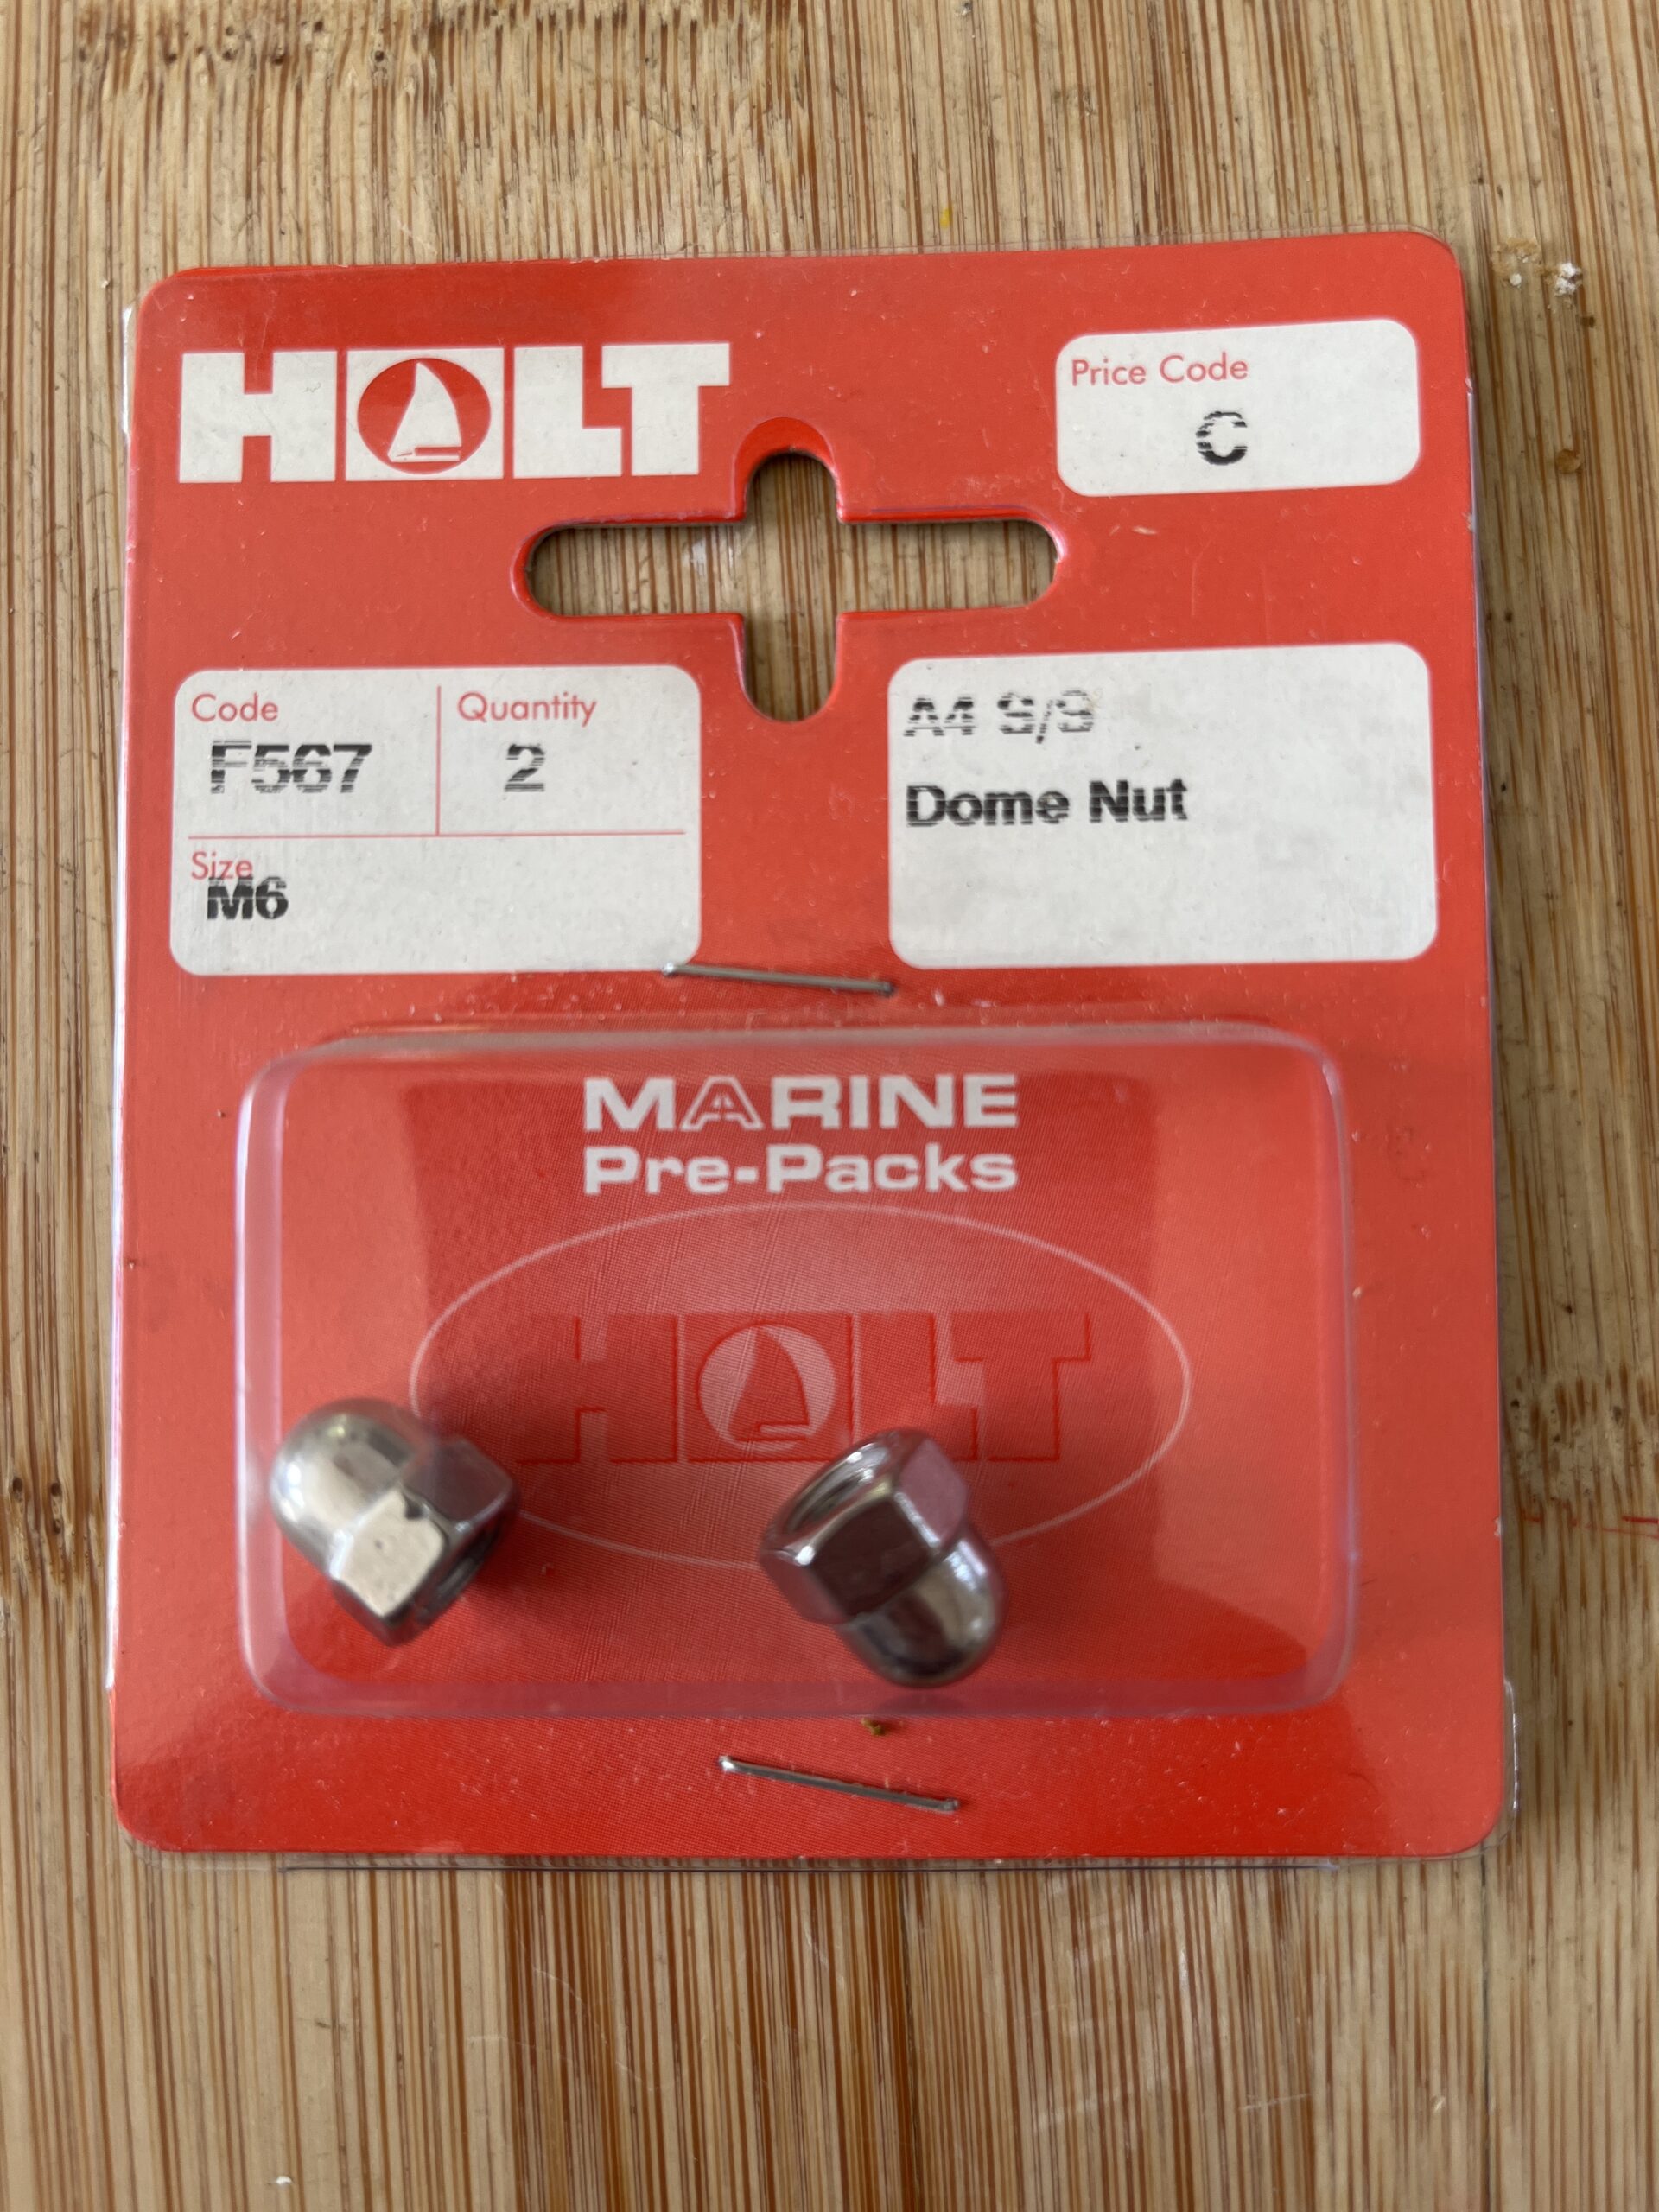 HOLT
Price Code
C
Code
F567
Quantity
2
Size
M6
A4 S/S
Dome Nut
MARINE
Pre-Packs
HOLT